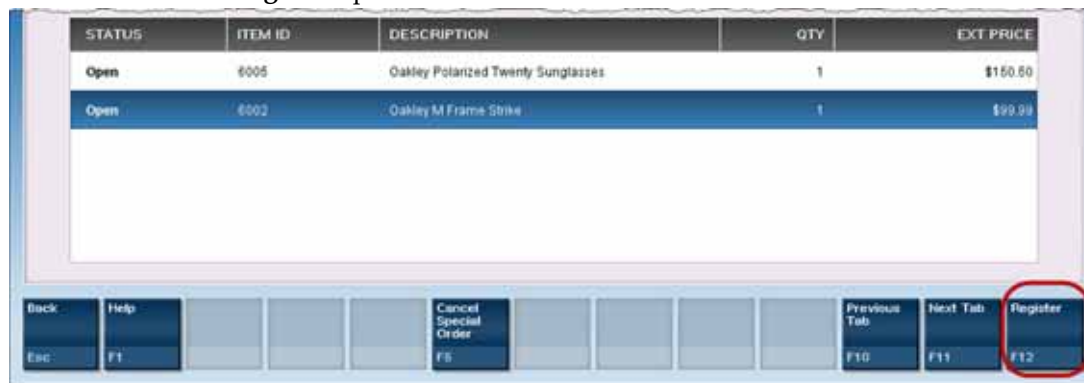 STATUS ITEM ID DESCRIPTION QTY EXT PRICE
Open 6005 Oakley Polarized Twenty Sunglasses 1 $150.50
Open 6002 Oakley M Frame Strike 1 $99.99
Back Help Cancel Previous Next Tab Register
Special Tab
Order
Esc F1 F5 F10 F11 F12